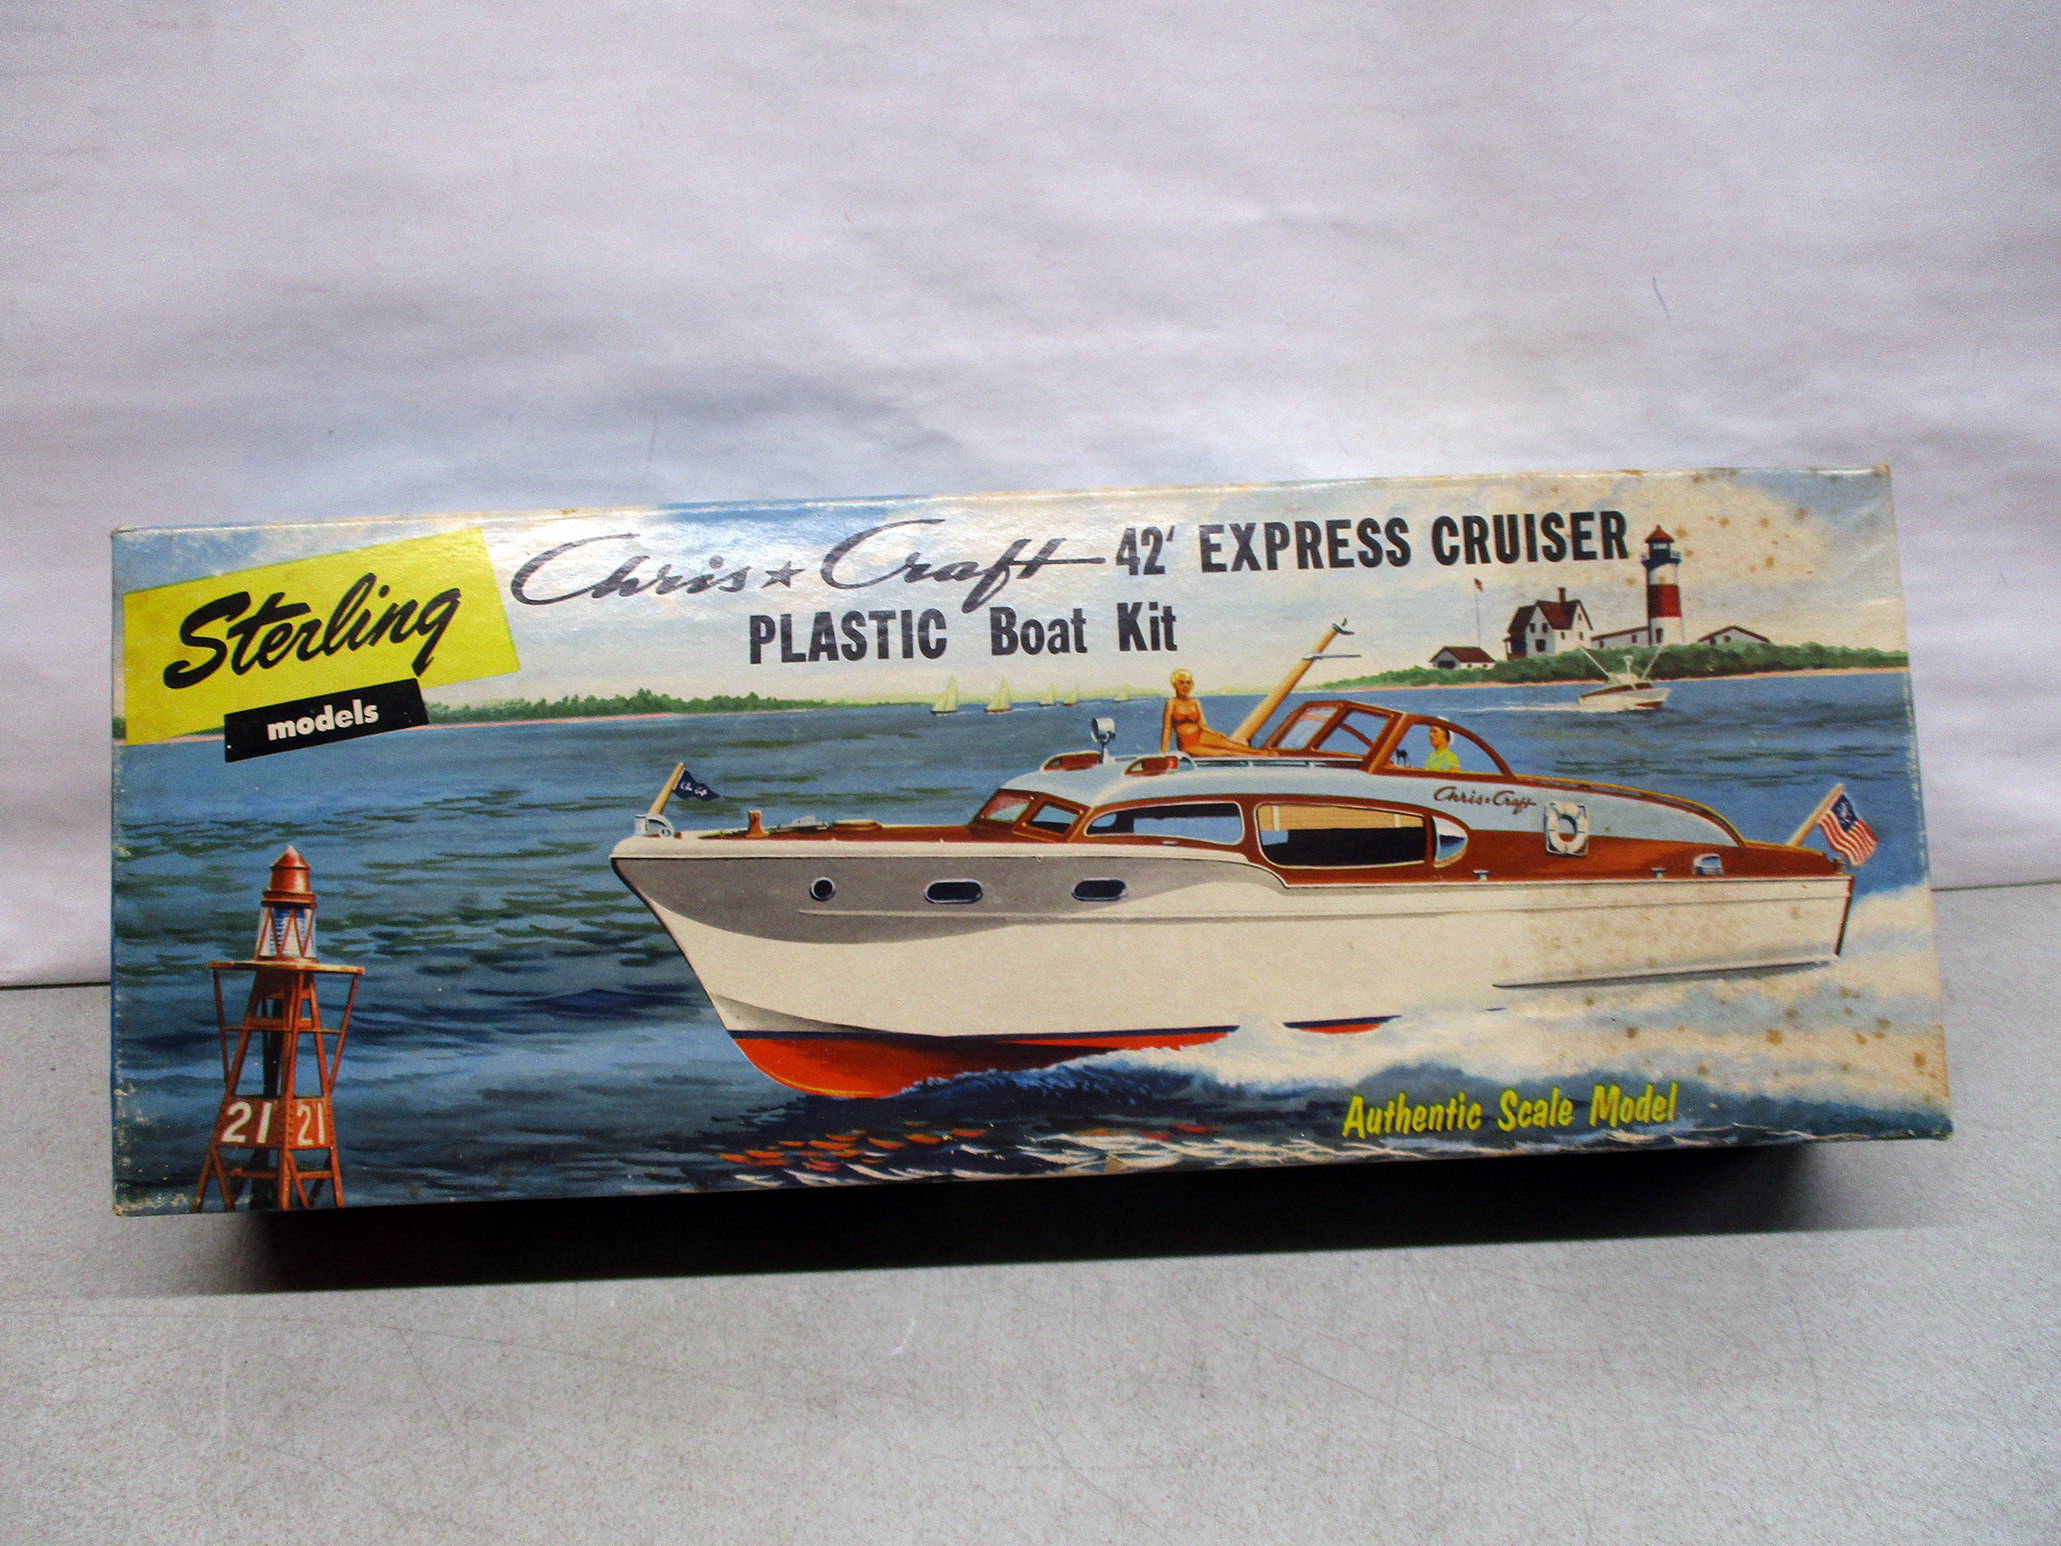 Sterling
models
Chris★Craft 42' EXPRESS CRUISER
PLASTIC Boat Kit
Chris★Craft
21 21
Authentic Scale Model